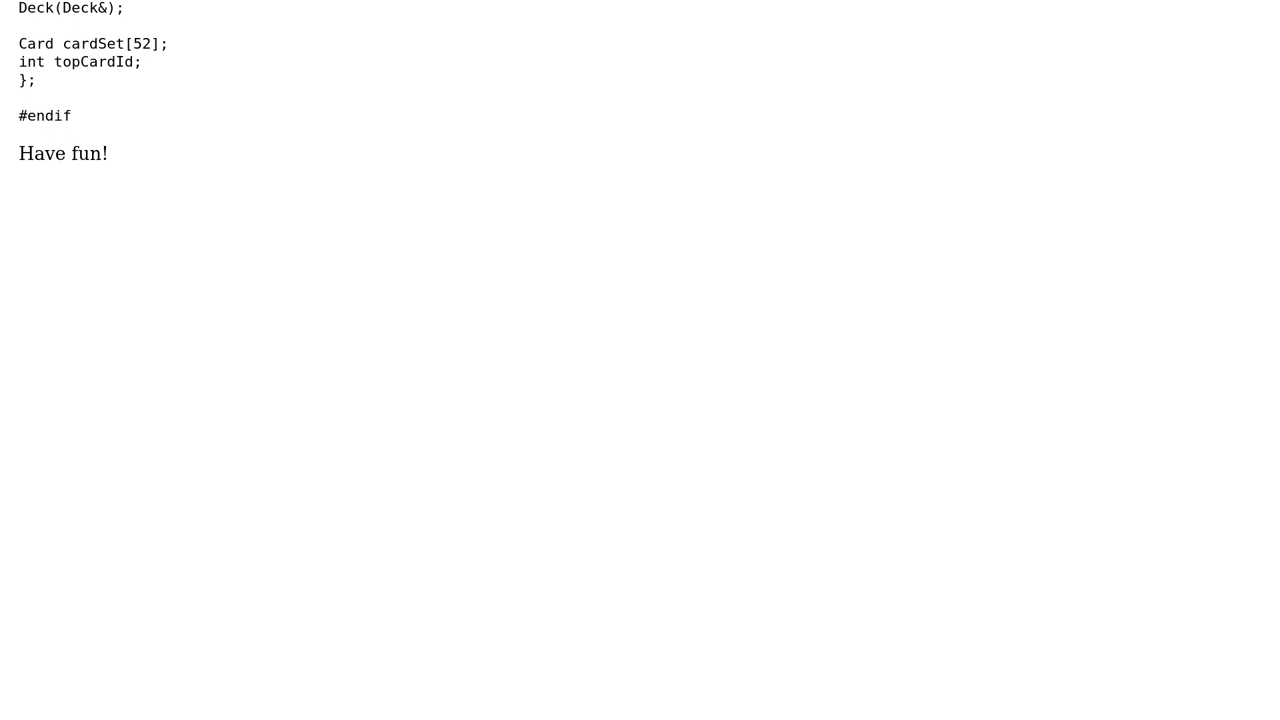 Deck(Deck&);
Card cardSet[52];
int topCardId;
};
#endif
Have fun!